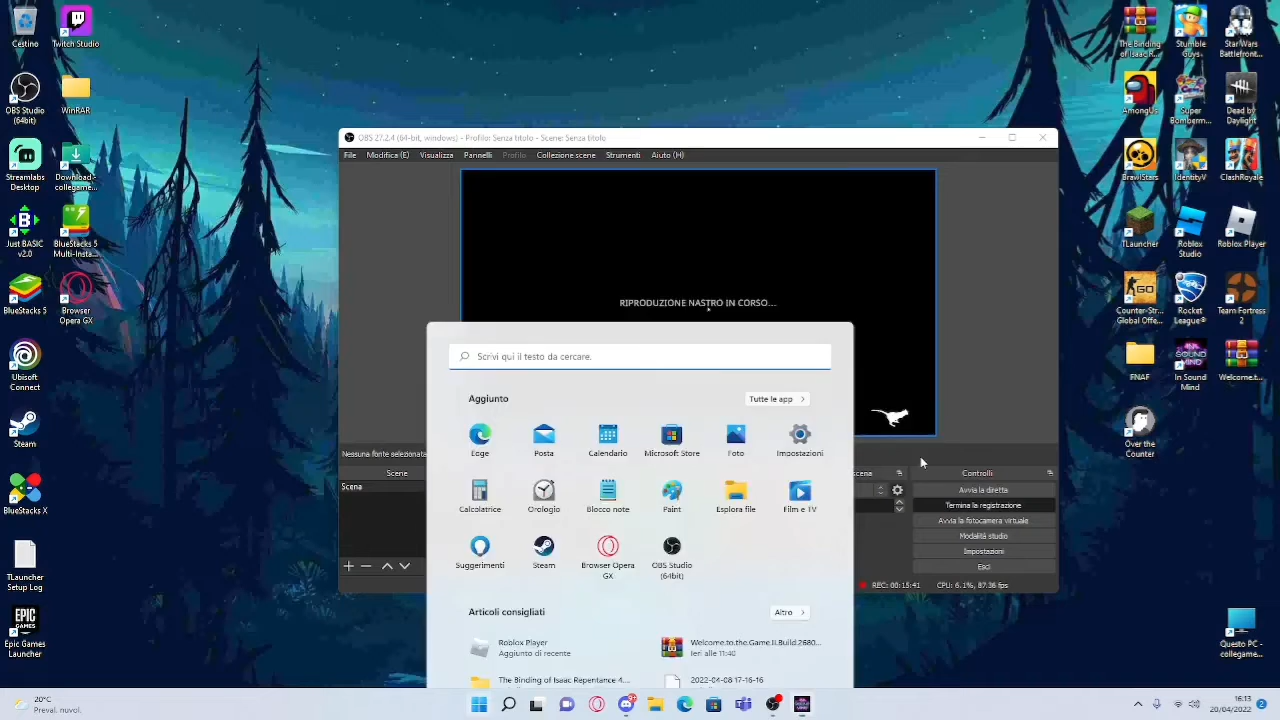 Cestino
Twitch Studio
OBS Studio
(64bit)
WinRAR
Streamlabs
Desktop
Download -
collegame...
Just BASIC
v2.0
BlueStacks 5
Multi-Insta...
BlueStacks 5
Browser
Opera GX
Ubisoft
Connect
Steam
BlueStacks X
TLauncher
Setup Log
Epic Games
Launcher
OBS 27.2.4 (64-bit, windows) - Profilo: Senza titolo - Scene: Senza titolo
File Modifica (E) Visualizza Pannelli Profilo Collezione scene Strumenti Aiuto (H)
RIPRODUZIONE NASTRO IN CORSO...
Nessuna fonte selezionata
Scene
Scena
scena
Controlli
Avvia la diretta
Termina la registrazione
Avvia la fotocamera virtuale
Modalità studio
Impostazioni
Esci
REC: 00:15:41 CPU: 6.1%, 87.36 fps
Scrivi qui il testo da cercare.
Aggiunto
Tutte le app
Edge
Posta
Calendario
Microsoft Store
Foto
Impostazioni
Calcolatrice
Orologio
Blocco note
Paint
Esplora file
Film e TV
Suggerimenti
Steam
Browser Opera
GX
OBS Studio
(64bit)
Articoli consigliati
Altro
Roblox Player
Aggiunto di recente
Welcome.to.the.Game.II.Build.2680...
Ieri alle 11:40
The Binding of Isaac Repentance 4....
2022-04-08 17-16-16
The Binding
of Isaac R...
Stumble
Guys
Star Wars
Battlefront...
AmongUs
Super
Bomberm...
Dead by
Daylight
BrawlStars
IdentityV
ClashRoyale
TLauncher
Roblox
Studio
Roblox Player
Counter-Str...
Global Offe...
Rocket
League®
Team Fortress
2
FNAF
In Sound
Mind
Welcome.t...
Over the
Counter
Questo PC -
collegame...
20°C
Preval. nuvol.
16:13
20/04/2022
2